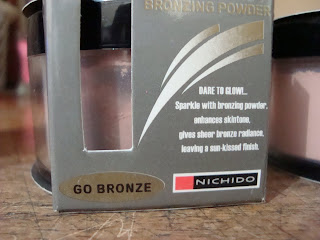 BRONZING POWDER
DARE TO GLOW!...
Sparkle with bronzing powder,
enhances skintone,
gives sheer bronze radiance,
leaving a sun-kissed finish.
GO BRONZE
NICHIDO